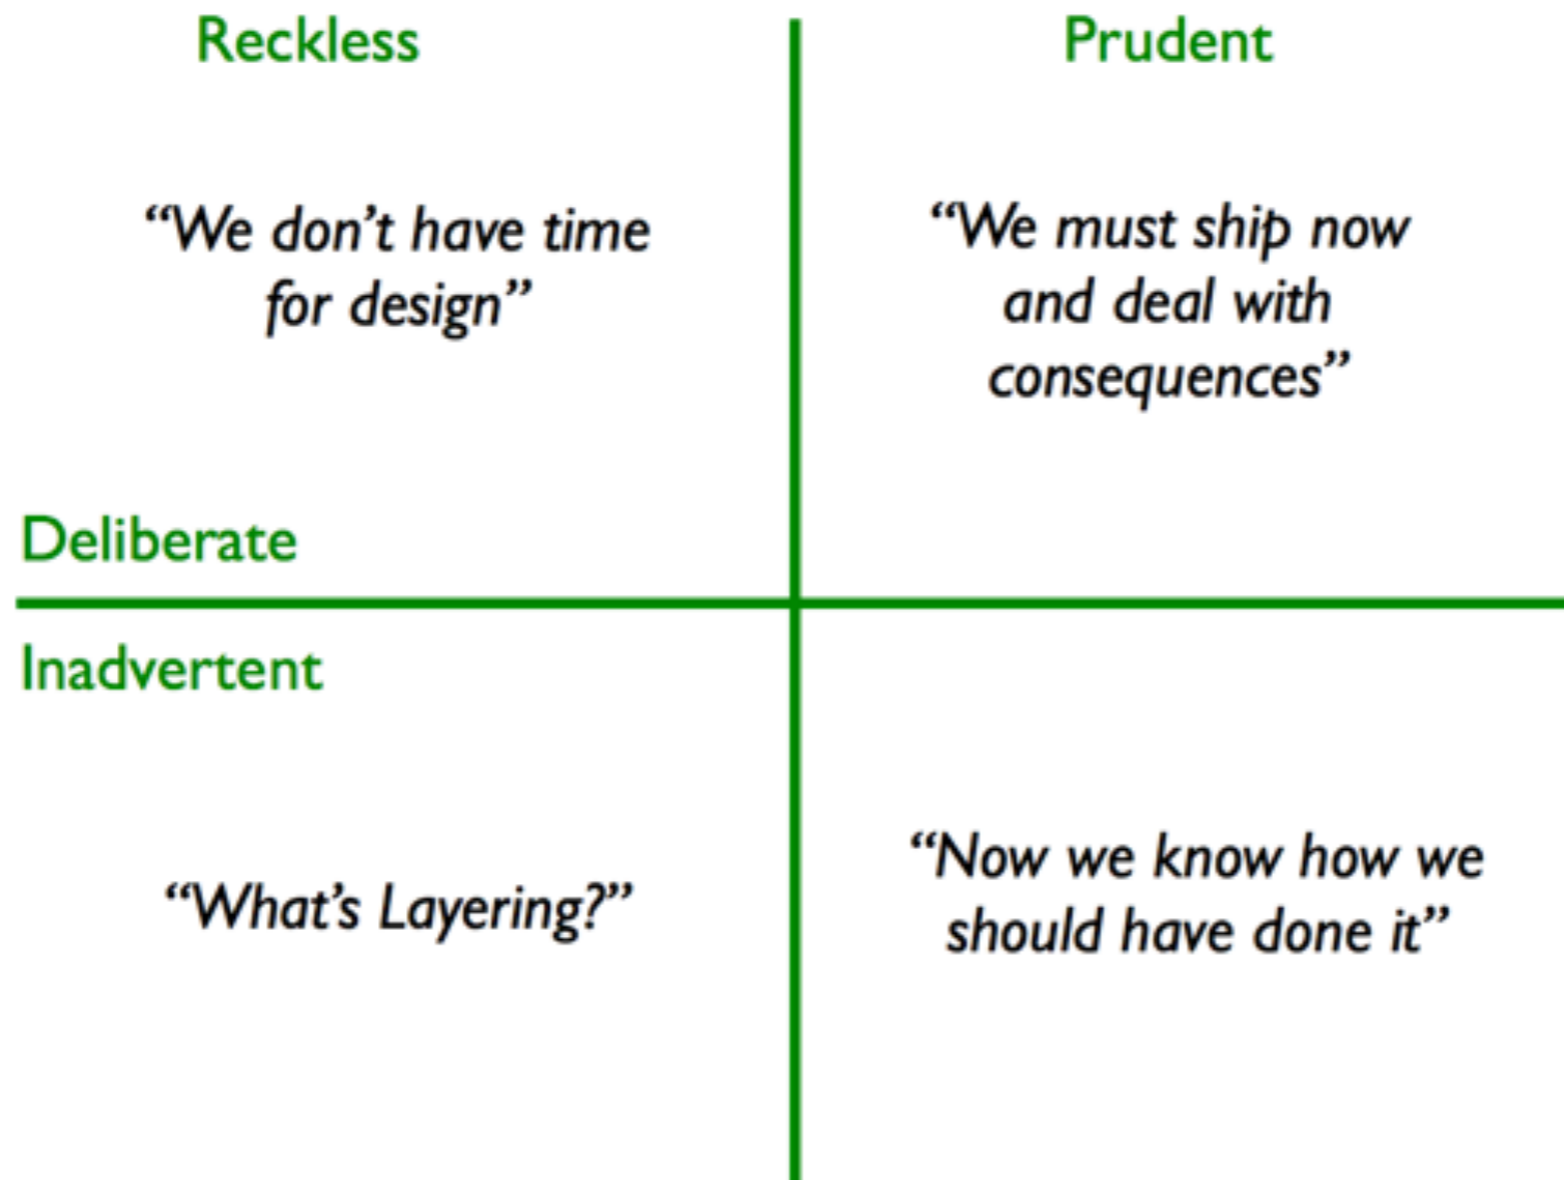 Reckless
Prudent
“We don’t have time
for design”
“We must ship now
and deal with
consequences”
Deliberate
Inadvertent
“What’s Layering?”
“Now we know how we
should have done it”